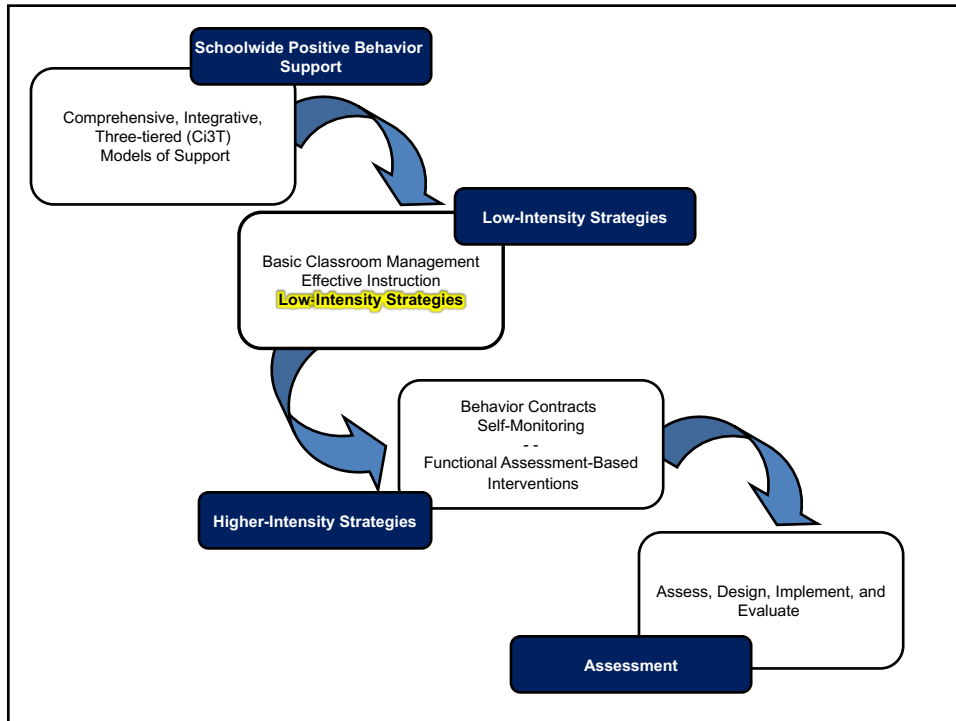 Schoolwide Positive Behavior
Support
Comprehensive, Integrative,
Three-tiered (Ci3T)
Models of Support
Low-Intensity Strategies
Basic Classroom Management
Effective Instruction
Low-Intensity Strategies
Behavior Contracts
Self-Monitoring
- -
Functional Assessment-Based
Interventions
Higher-Intensity Strategies
Assess, Design, Implement, and
Evaluate
Assessment